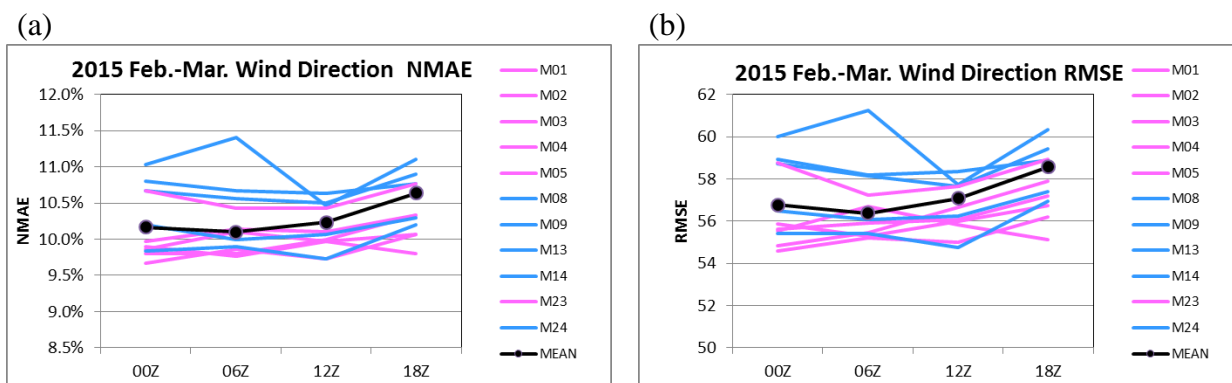 (a)
2015 Feb.-Mar. Wind Direction NMAE
NMAE
12.0%
11.5%
11.0%
10.5%
10.0%
9.5%
9.0%
8.5%
00Z 06Z 12Z 18Z
M01
M02
M03
M04
M05
M08
M09
M13
M14
M23
M24
MEAN
(b)
2015 Feb.-Mar. Wind Direction RMSE
RMSE
62
60
58
56
54
52
50
00Z 06Z 12Z 18Z
M01
M02
M03
M04
M05
M08
M09
M13
M14
M23
M24
MEAN